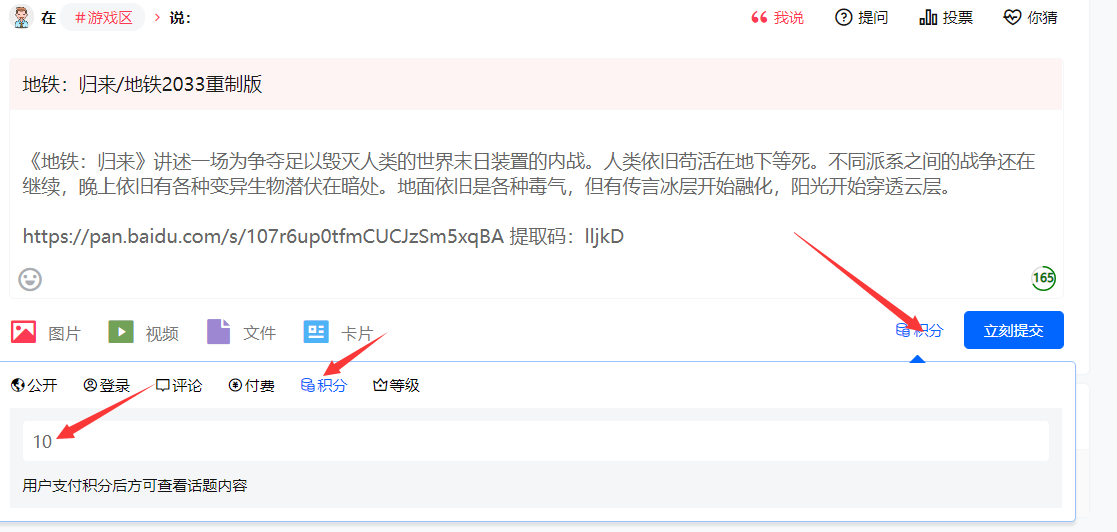 在 #游戏区 > 说： 我说 提问 投票 你猜
地铁：归来/地铁2033重制版
《地铁：归来》讲述一场为争夺足以毁灭人类的世界末日装置的内战。人类依旧苟活在地下等死。不同派系之间的战争还在
继续，晚上依旧有各种变异生物潜伏在暗处。地面依旧是各种毒气，但有传言冰层开始融化，阳光开始穿透云层。
https://pan.baidu.com/s/107r6up0tfmCUCJzSm5xqBA 提取码：lljkD
165
图片 视频 文件 卡片 积分 立刻提交
公开 登录 评论 付费 积分 等级
10
用户支付积分后方可查看话题内容